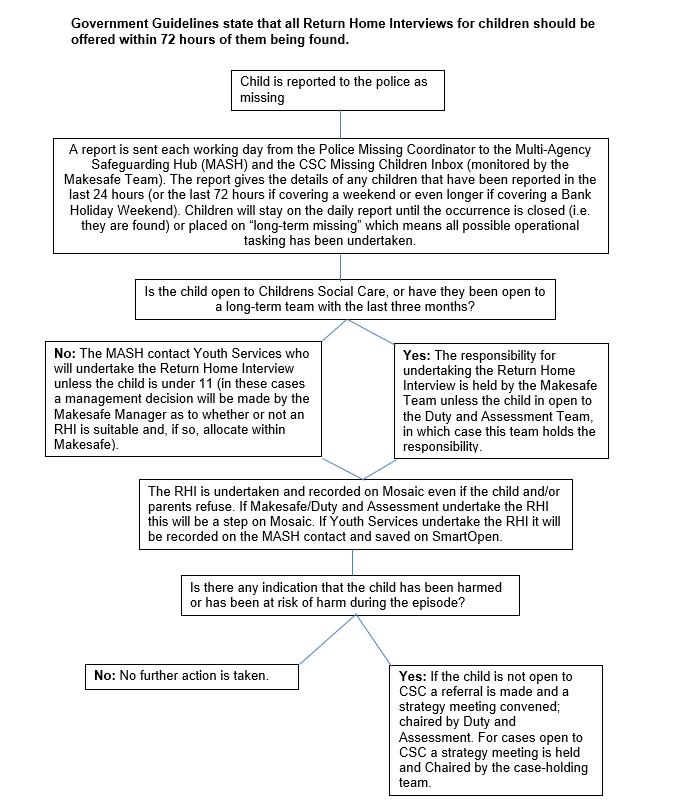 Government Guidelines state that all Return Home Interviews for children should be
offered within 72 hours of them being found.
Child is reported to the police as
missing
A report is sent each working day from the Police Missing Coordinator to the Multi-Agency
Safeguarding Hub (MASH) and the CSC Missing Children Inbox (monitored by the
Makesafe Team). The report gives the details of any children that have been reported in the
last 24 hours (or the last 72 hours if covering a weekend or even longer if covering a Bank
Holiday Weekend). Children will stay on the daily report until the occurrence is closed (i.e.
they are found) or placed on “long-term missing” which means all possible operational
tasking has been undertaken.
Is the child open to Childrens Social Care, or have they been open to
a long-term team with the last three months?
No: The MASH contact Youth Services who
will undertake the Return Home Interview
unless the child is under 11 (in these cases
a management decision will be made by the
Makesafe Manager as to whether or not an
RHI is suitable and, if so, allocate within
Makesafe).
Yes: The responsibility for
undertaking the Return Home
Interview is held by the Makesafe
Team unless the child in open to
the Duty and Assessment Team,
in which case this team holds the
responsibility.
The RHI is undertaken and recorded on Mosaic even if the child and/or
parents refuse. If Makesafe/Duty and Assessment undertake the RHI
this will be a step on Mosaic. If Youth Services undertake the RHI it will
be recorded on the MASH contact and saved on SmartOpen.
Is there any indication that the child has been harmed
or has been at risk of harm during the episode?
No: No further action is taken.
Yes: If the child is not open to
CSC a referral is made and a
strategy meeting convened;
chaired by Duty and
Assessment. For cases open to
CSC a strategy meeting is held
and Chaired by the case-holding
team.